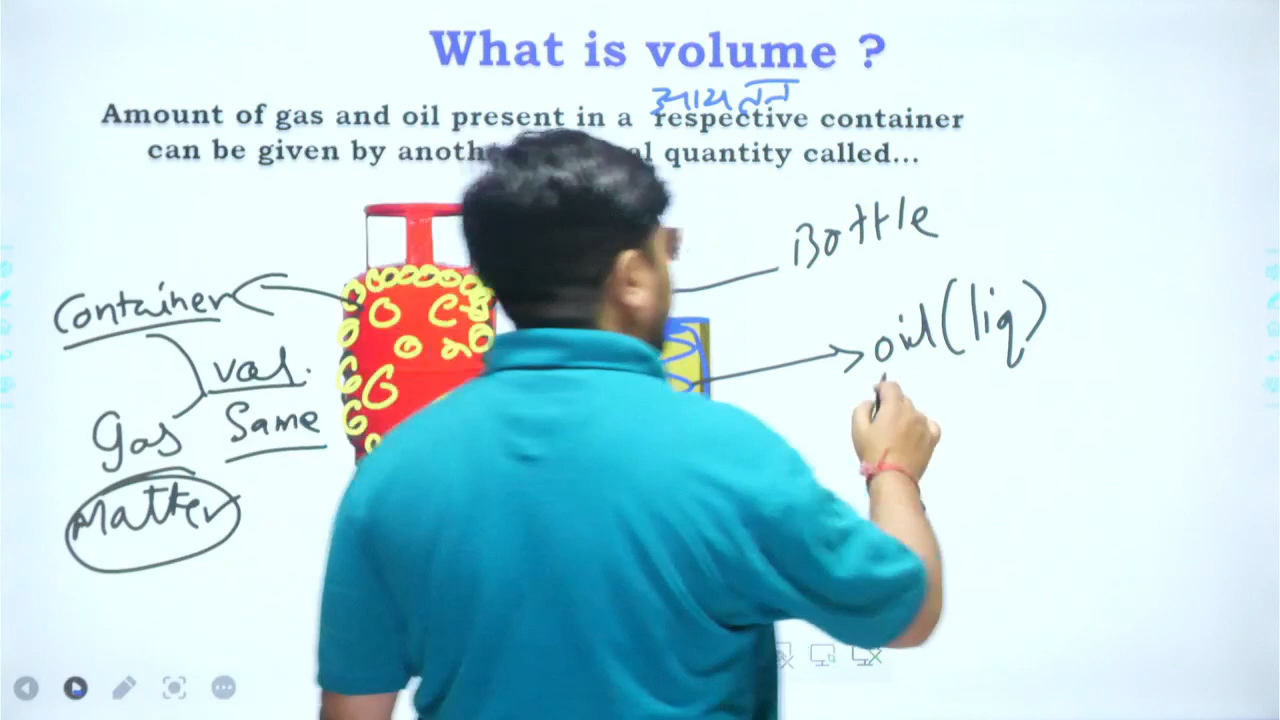 What is volume ?
आयतन
Amount of gas and oil present in a respective container
can be given by quantity called...
Bottle
Container
oil (liq)
vol.
Same
Gas
Matter